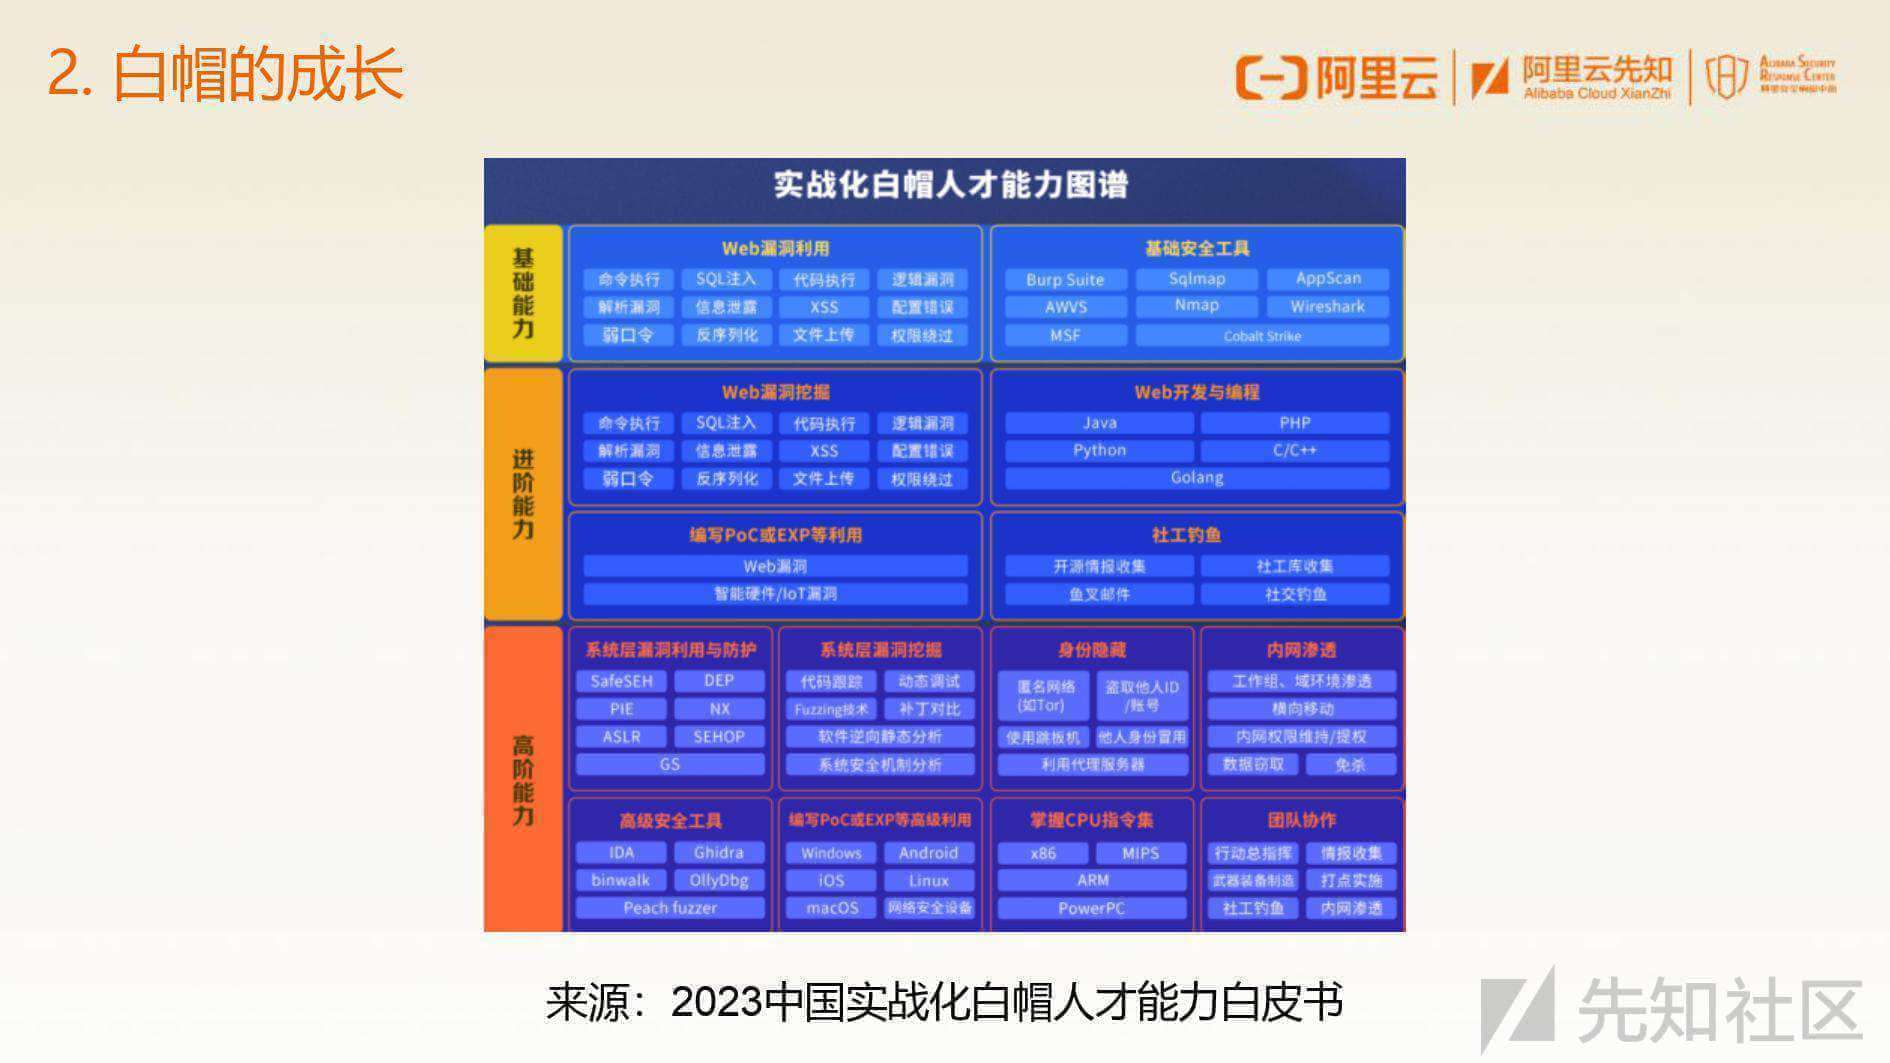 2. 白帽的成长
阿里云
阿里云先知
Alibaba Cloud XianZhi
ALIBABA SECURITY
RESPONSE CENTER
实战化白帽人才能力图谱
基础能力
Web漏洞利用
命令执行 SQL注入 代码执行 逻辑漏洞
解析漏洞 信息泄露 XSS 配置错误
弱口令 反序列化 文件上传 权限绕过
基础安全工具
Burp Suite Sqlmap AppScan
AWVS Nmap Wireshark
MSF Cobalt Strike
进阶能力
Web漏洞挖掘
命令执行 SQL注入 代码执行 逻辑漏洞
解析漏洞 信息泄露 XSS 配置错误
弱口令 反序列化 文件上传 权限绕过
Web开发与编程
Java PHP
Python C/C++
Golang
编写PoC或EXP等利用
Web漏洞
智能硬件/IoT漏洞
社工钓鱼
开源情报收集 社工库收集
鱼叉邮件 社交钓鱼
高阶能力
系统层漏洞利用与防护
SafeSEH DEP
PIE NX
ASLR SEHOP
GS
系统层漏洞挖掘
代码跟踪 动态调试
Fuzzing技术 补丁对比
软件逆向静态分析
系统安全机制分析
身份隐藏
匿名网络
(如Tor)
盗取他人ID
/账号
使用跳板机 他人身份冒用
利用代理服务器
内网渗透
工作组、域环境渗透
横向移动
内网权限维持/提权
数据窃取 免杀
高级安全工具
IDA Ghidra
binwalk OllyDbg
Peach fuzzer
编写PoC或EXP等高级利用
Windows Android
iOS Linux
macOS 网络安全设备
掌握CPU指令集
x86 MIPS
ARM
PowerPC
团队协作
行动总指挥 情报收集
武器装备制造 打点实施
社工钓鱼 内网渗透
来源：2023中国实战化白帽人才能力白皮书
先知社区